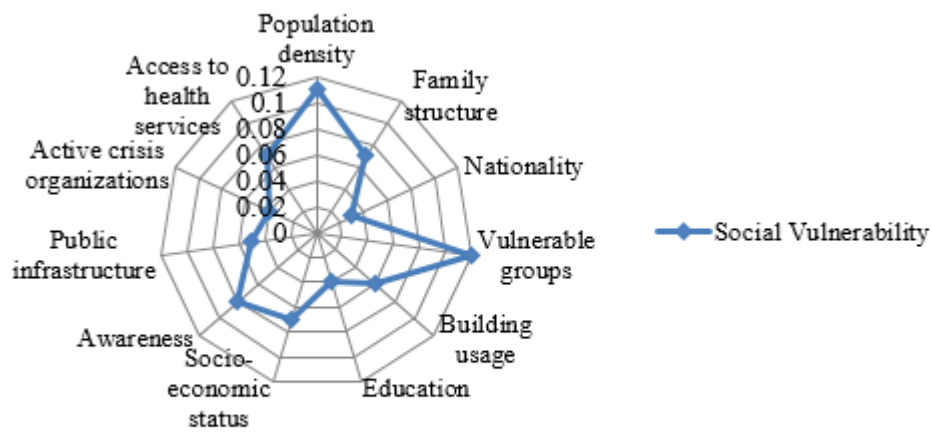 Population
density
Family
structure
Nationality
Vulnerable
groups
Building
usage
Education
Socio-
economic
status
Awareness
Public
infrastructure
Active crisis
organizations
Access to
health
services
0.12
0.1
0.08
0.06
0.04
0.02
0
Social Vulnerability